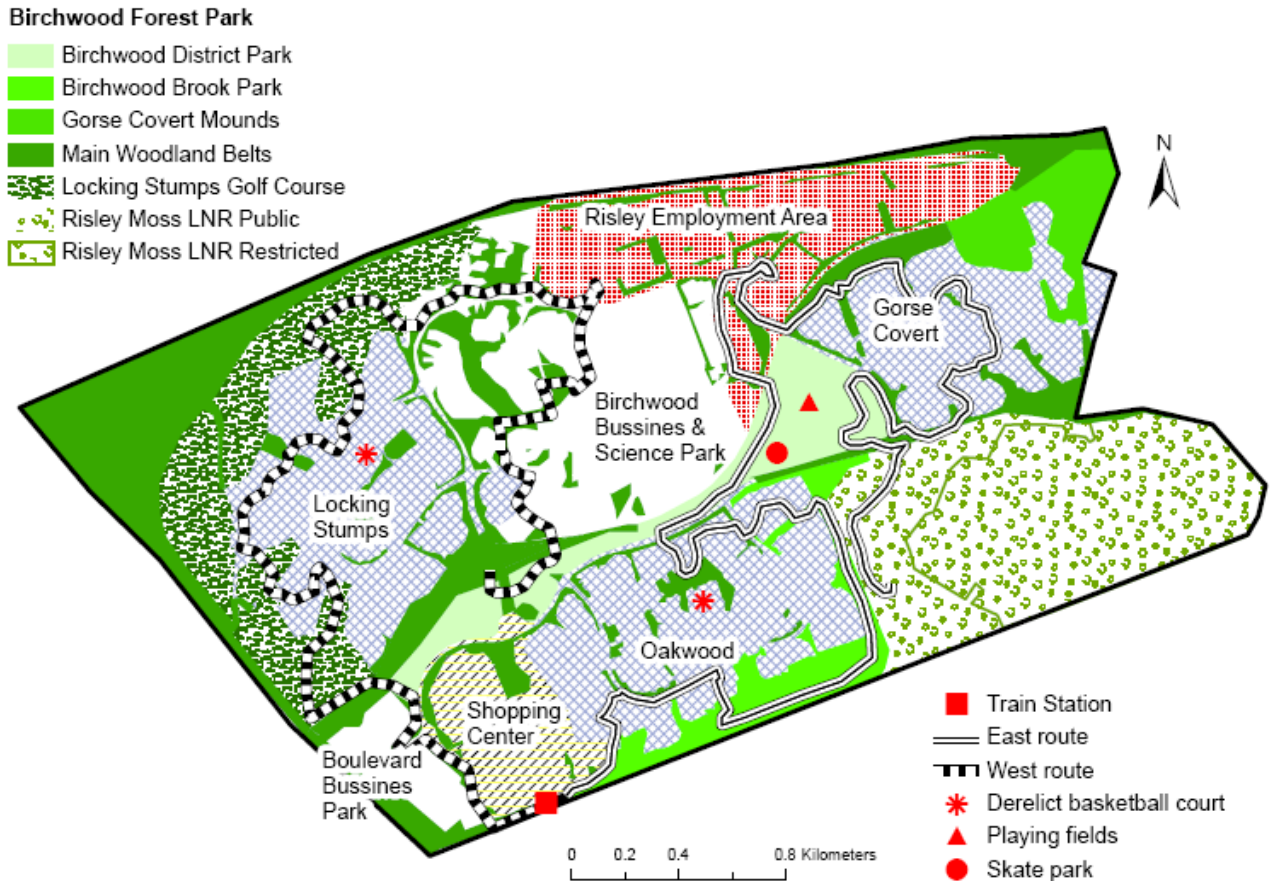 Birchwood Forest Park
Birchwood District Park
Birchwood Brook Park
Gorse Covert Mounds
Main Woodland Belts
Locking Stumps Golf Course
Risley Moss LNR Public
Risley Moss LNR Restricted
N
Risley Employment Area
Gorse
Covert
Birchwood
Bussines &
Science Park
Locking
Stumps
Oakwood
Shopping
Center
Boulevard
Bussines
Park
Train Station
East route
West route
Derelict basketball court
Playing fields
Skate park
0 0.2 0.4 0.8 Kilometers